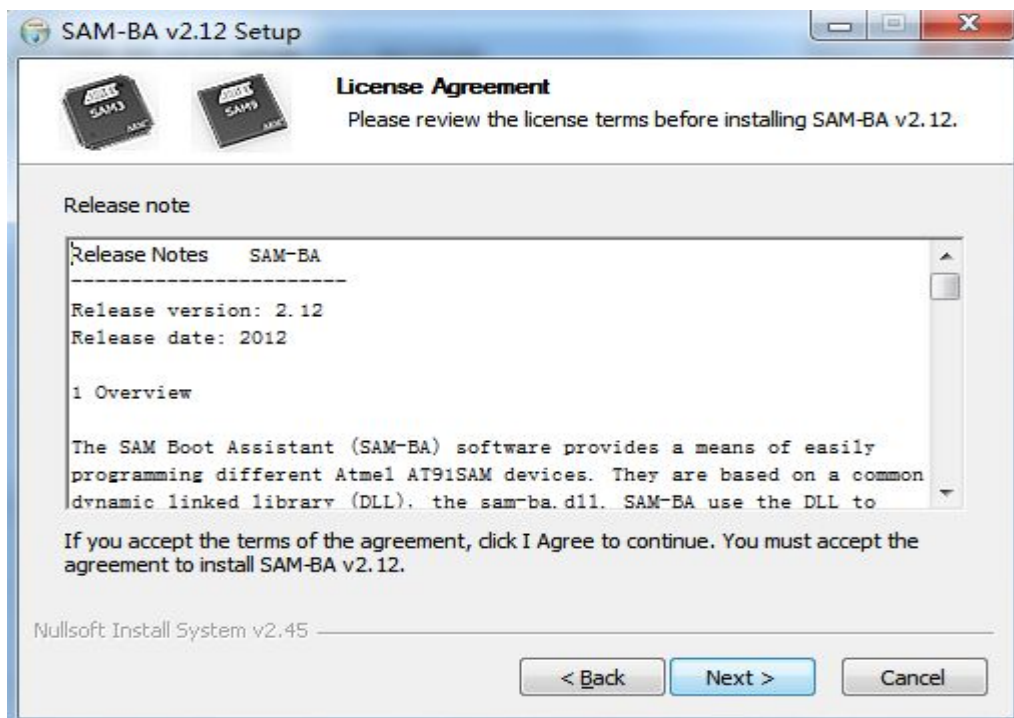 SAM-BA v2.12 Setup
SAM3
SAM9
License Agreement
Please review the license terms before installing SAM-BA v2.12.
Release note
Release Notes    SAM-BA
------------------------
Release version: 2.12
Release date: 2012
1 Overview
The SAM Boot Assistant (SAM-BA) software provides a means of easily
programming different Atmel AT91SAM devices. They are based on a common
dynamic linked library (DLL), the sam-ba.dll. SAM-BA use the DLL to
If you accept the terms of the agreement, click I Agree to continue. You must accept the
agreement to install SAM-BA v2.12.
Nullsoft Install System v2.45
< Back
Next >
Cancel